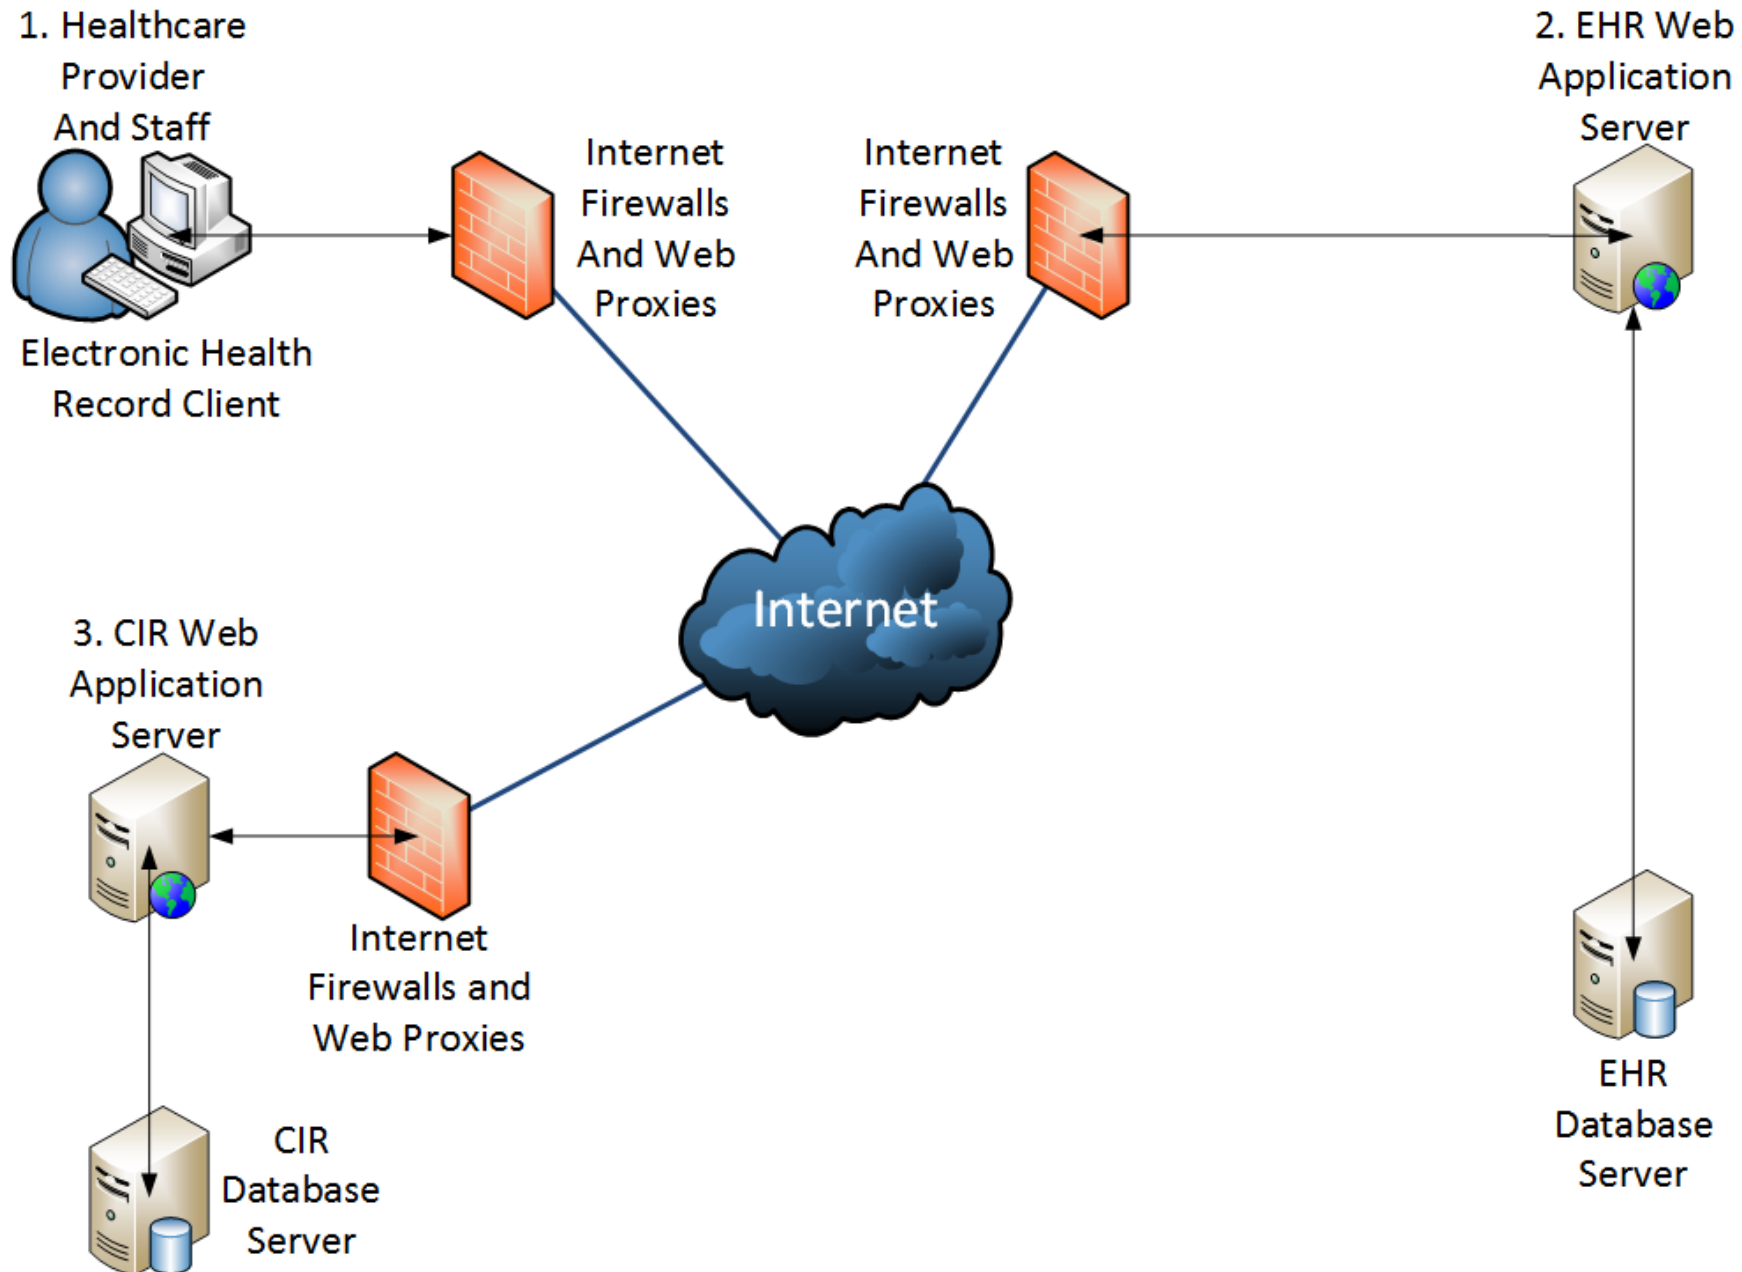 1. Healthcare
Provider
And Staff
Electronic Health
Record Client
Internet
Firewalls
And Web
Proxies
Internet
Firewalls
And Web
Proxies
2. EHR Web
Application
Server
Internet
3. CIR Web
Application
Server
Internet
Firewalls and
Web Proxies
CIR
Database
Server
EHR
Database
Server